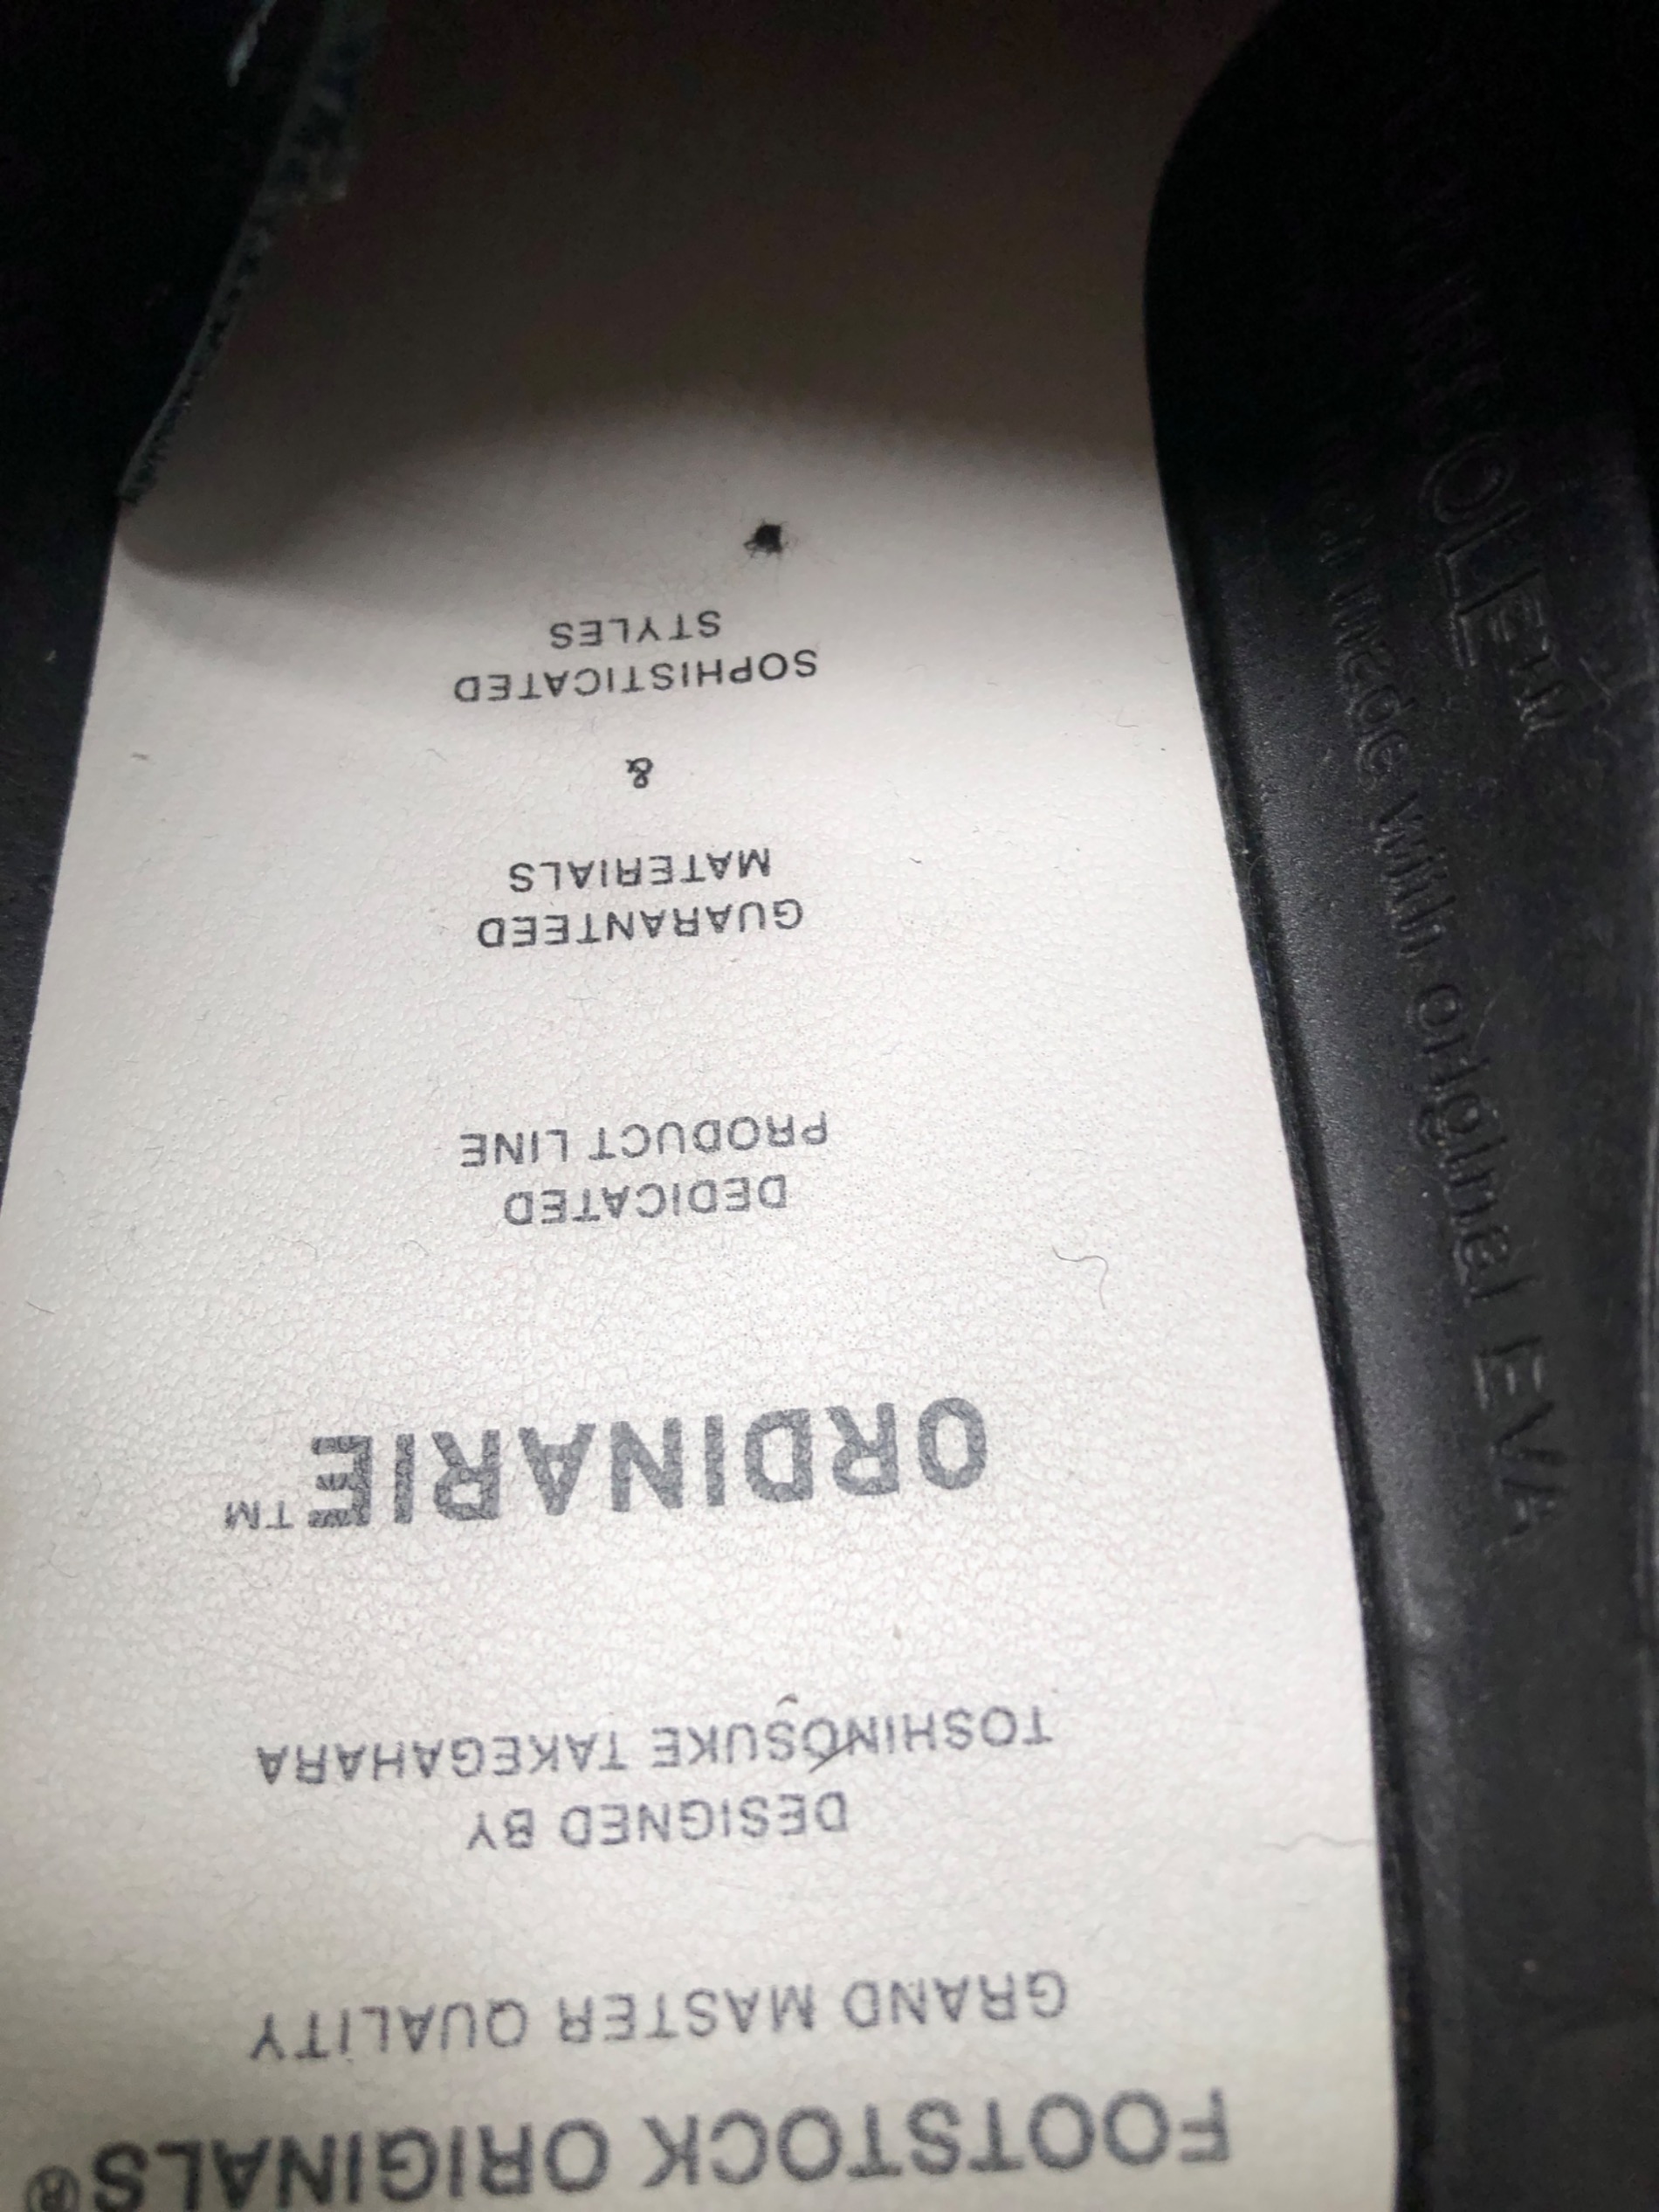 FOOTSTOCK ORIGINALS®
GRAND MASTER QUALITY
DESIGNED BY
TOSHINOSUKE TAKEGAHARA
ORDINARIE™
DEDICATED
PRODUCT LINE
GUARANTEED
MATERIALS
&
SOPHISTICATED
STYLES
made with original EVA